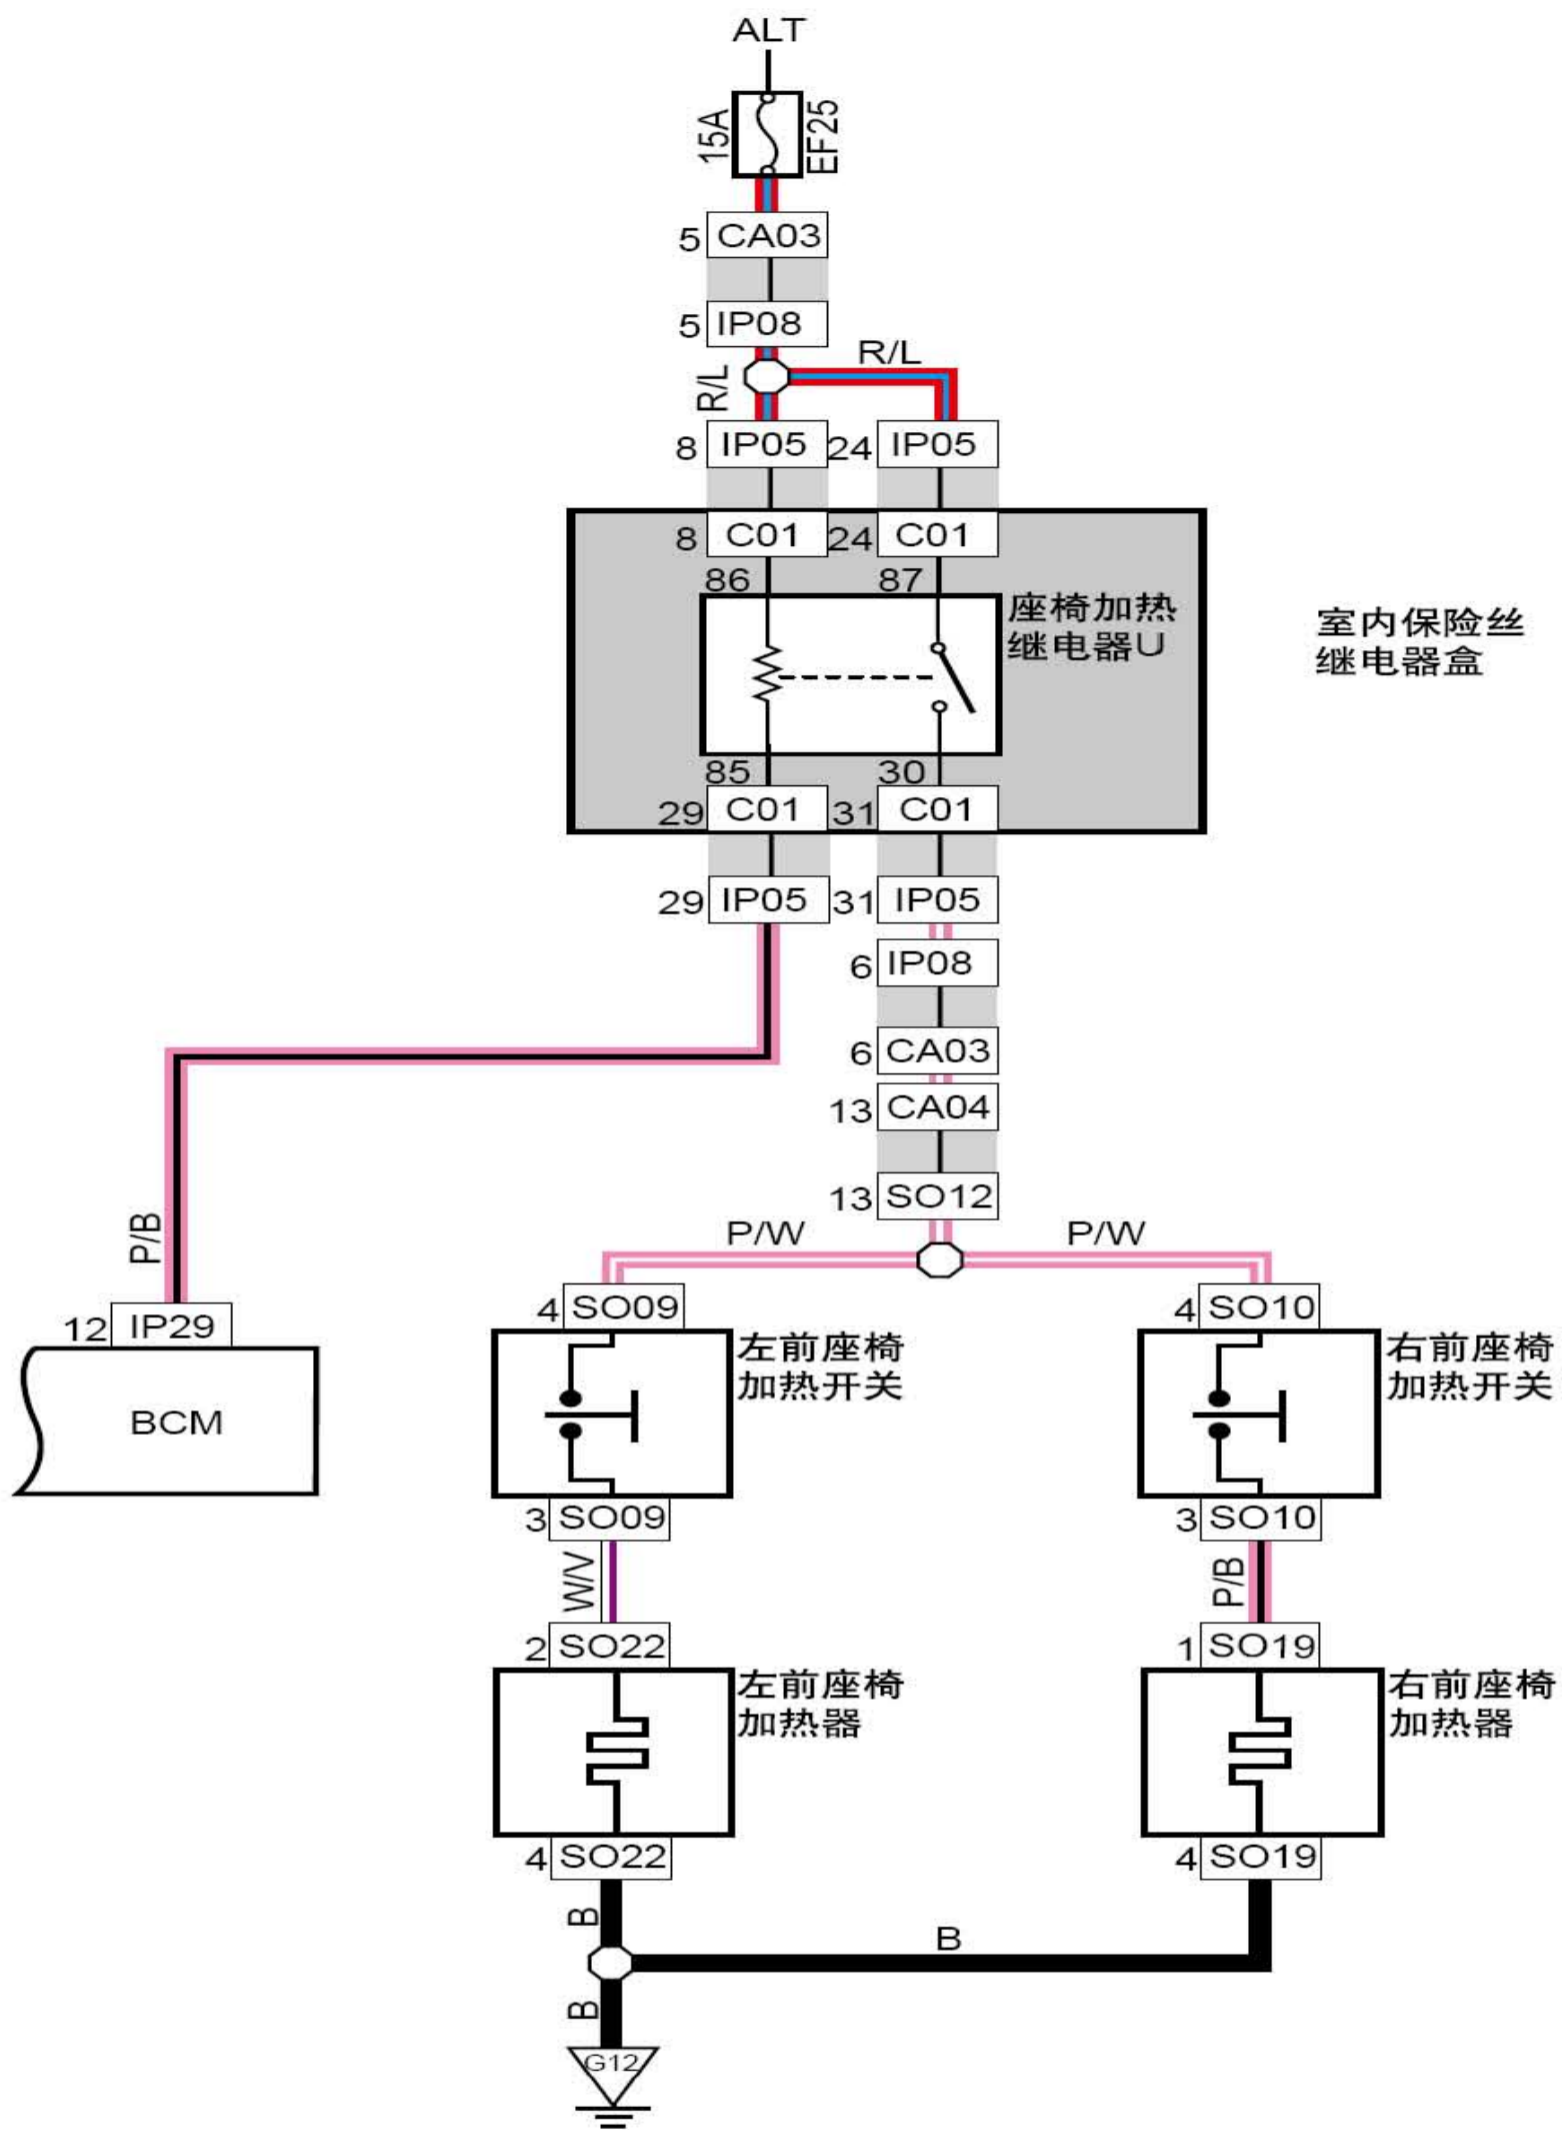 ALT
15A
EF25
5 CA03
5 IP08
R/L
R/L
8 IP05 24 IP05
8 C01 24 C01
86 87
座椅加热
继电器U
室内保险丝
继电器盒
85 30
29 C01 31 C01
29 IP05 31 IP05
6 IP08
6 CA03
13 CA04
13 SO12
P/B
P/W P/W
12 IP29
BCM
4 SO09
左前座椅
加热开关
4 SO10
右前座椅
加热开关
3 SO09
3 SO10
W/V
P/B
2 SO22
1 SO19
左前座椅
加热器
右前座椅
加热器
4 SO22
4 SO19
B
B
B
G12